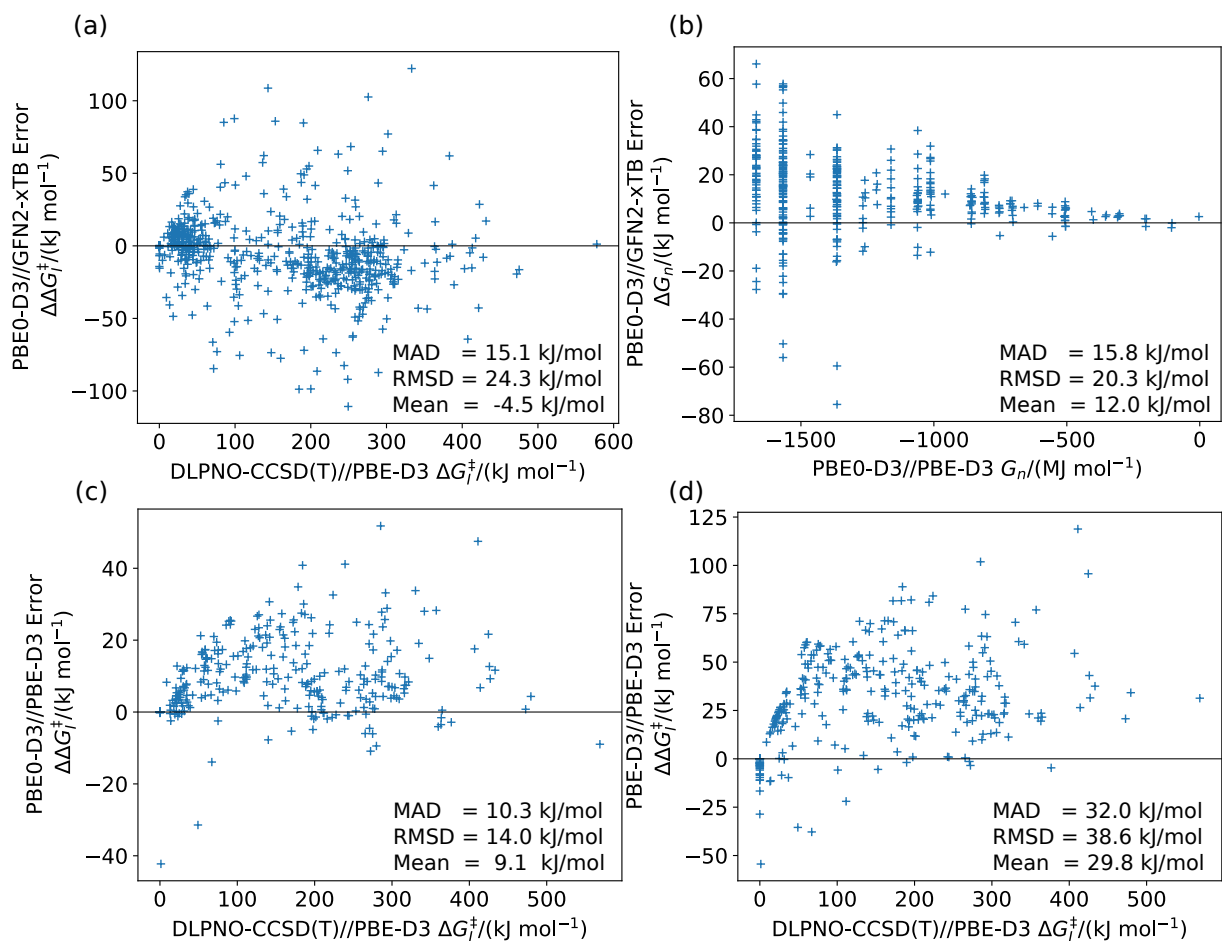 (a)
PBE0-D3//GFN2-xTB Error
ΔΔG‡l/(kJ mol−1)
100
50
0
−50
−100
MAD = 15.1 kJ/mol
RMSD = 24.3 kJ/mol
Mean = -4.5 kJ/mol
0 100 200 300 400 500 600
DLPNO-CCSD(T)//PBE-D3 ΔG‡l/(kJ mol−1)
(b)
PBE0-D3//GFN2-xTB Error
ΔGn/(kJ mol−1)
60
40
20
0
−20
−40
−60
−80
MAD = 15.8 kJ/mol
RMSD = 20.3 kJ/mol
Mean = 12.0 kJ/mol
−1500 −1000 −500 0
PBE0-D3//PBE-D3 Gn/(MJ mol−1)
(c)
PBE0-D3//PBE-D3 Error
ΔΔG‡l/(kJ mol−1)
40
20
0
−20
−40
MAD = 10.3 kJ/mol
RMSD = 14.0 kJ/mol
Mean = 9.1 kJ/mol
0 100 200 300 400 500
DLPNO-CCSD(T)//PBE-D3 ΔG‡l/(kJ mol−1)
(d)
PBE-D3//PBE-D3 Error
ΔΔG‡l/(kJ mol−1)
125
100
75
50
25
0
−25
−50
MAD = 32.0 kJ/mol
RMSD = 38.6 kJ/mol
Mean = 29.8 kJ/mol
0 100 200 300 400 500
DLPNO-CCSD(T)//PBE-D3 ΔG‡l/(kJ mol−1)